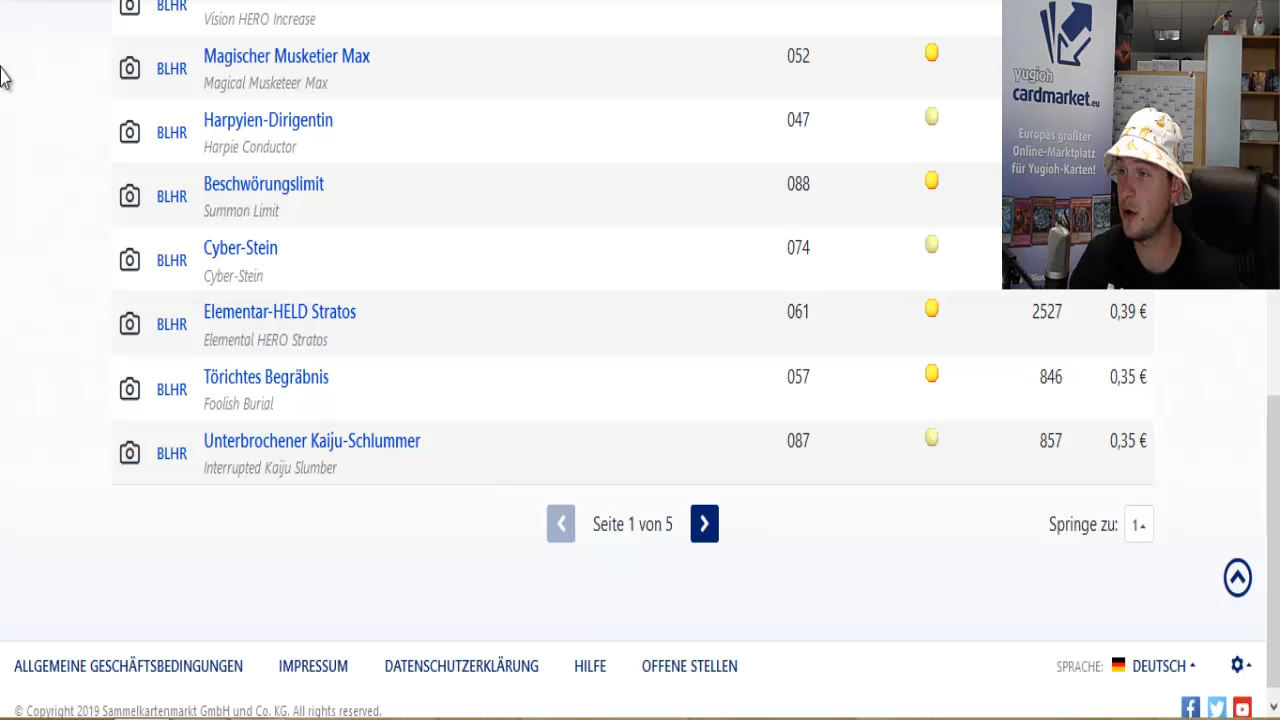 BLHR
Vision HERO Increase
BLHR
Magischer Musketier Max
Magical Musketeer Max
052
BLHR
Harpyien-Dirigentin
Harpie Conductor
047
BLHR
Beschwörungslimit
Summon Limit
088
BLHR
Cyber-Stein
Cyber-Stein
074
BLHR
Elementar-HELD Stratos
Elemental HERO Stratos
061
2527
0,39 €
BLHR
Törichtes Begräbnis
Foolish Burial
057
846
0,35 €
BLHR
Unterbrochener Kaiju-Schlummer
Interrupted Kaiju Slumber
087
857
0,35 €
Seite 1 von 5
Springe zu: 1
ALLGEMEINE GESCHÄFTSBEDINGUNGEN IMPRESSUM DATENSCHUTZERKLÄRUNG HILFE OFFENE STELLEN
SPRACHE: DEUTSCH
© Copyright 2019 Sammelkartenmarkt GmbH und Co. KG. All rights reserved.
yugioh
cardmarket.eu
Europas größter
Online-Marktplatz
für Yugioh-Karten!